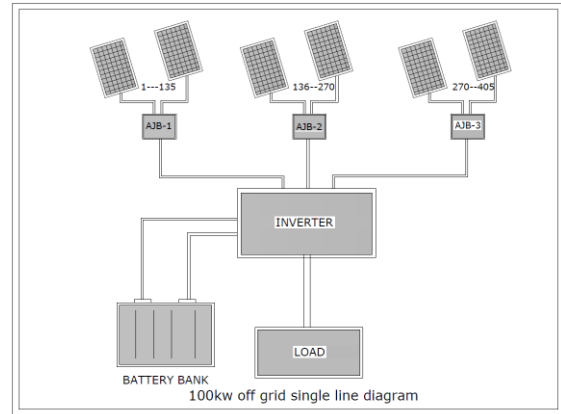 1---135
136--270
270--405
AJB-1
AJB-2
AJB-3
INVERTER
LOAD
BATTERY BANK
100kw off grid single line diagram